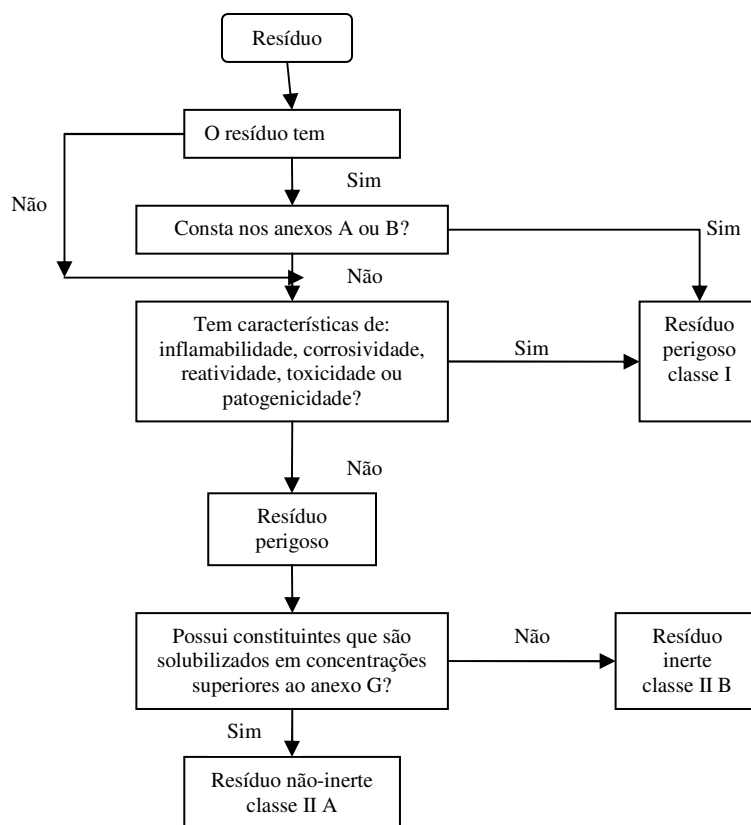 Resíduo
O resíduo tem
Sim
Não
Consta nos anexos A ou B?
Sim
Não
Tem características de:
inflamabilidade, corrosividade,
reatividade, toxicidade ou
patogenicidade?
Sim
Resíduo
perigoso
classe I
Não
Resíduo
perigoso
Possui constituintes que são
solubilizados em concentrações
superiores ao anexo G?
Não
Resíduo
inerte
classe II B
Sim
Resíduo não-inerte
classe II A